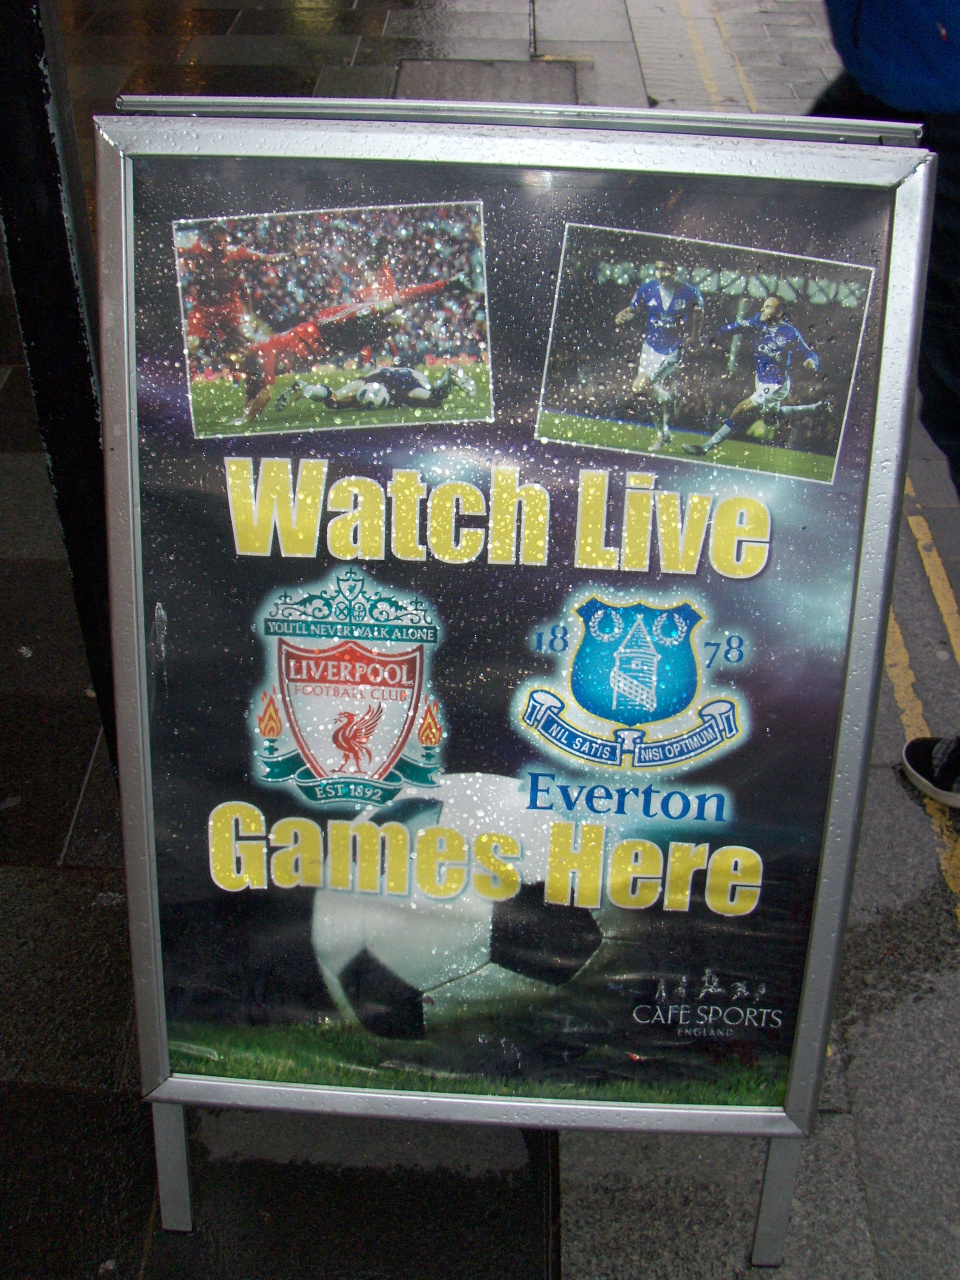 Watch Live
YOU'LL NEVER WALK ALONE
LIVERPOOL
FOOTBALL CLUB
EST 1892
18 78
NIL SATIS NISI OPTIMUM
Everton
Games Here
CAFE SPORTS
ENGLAND